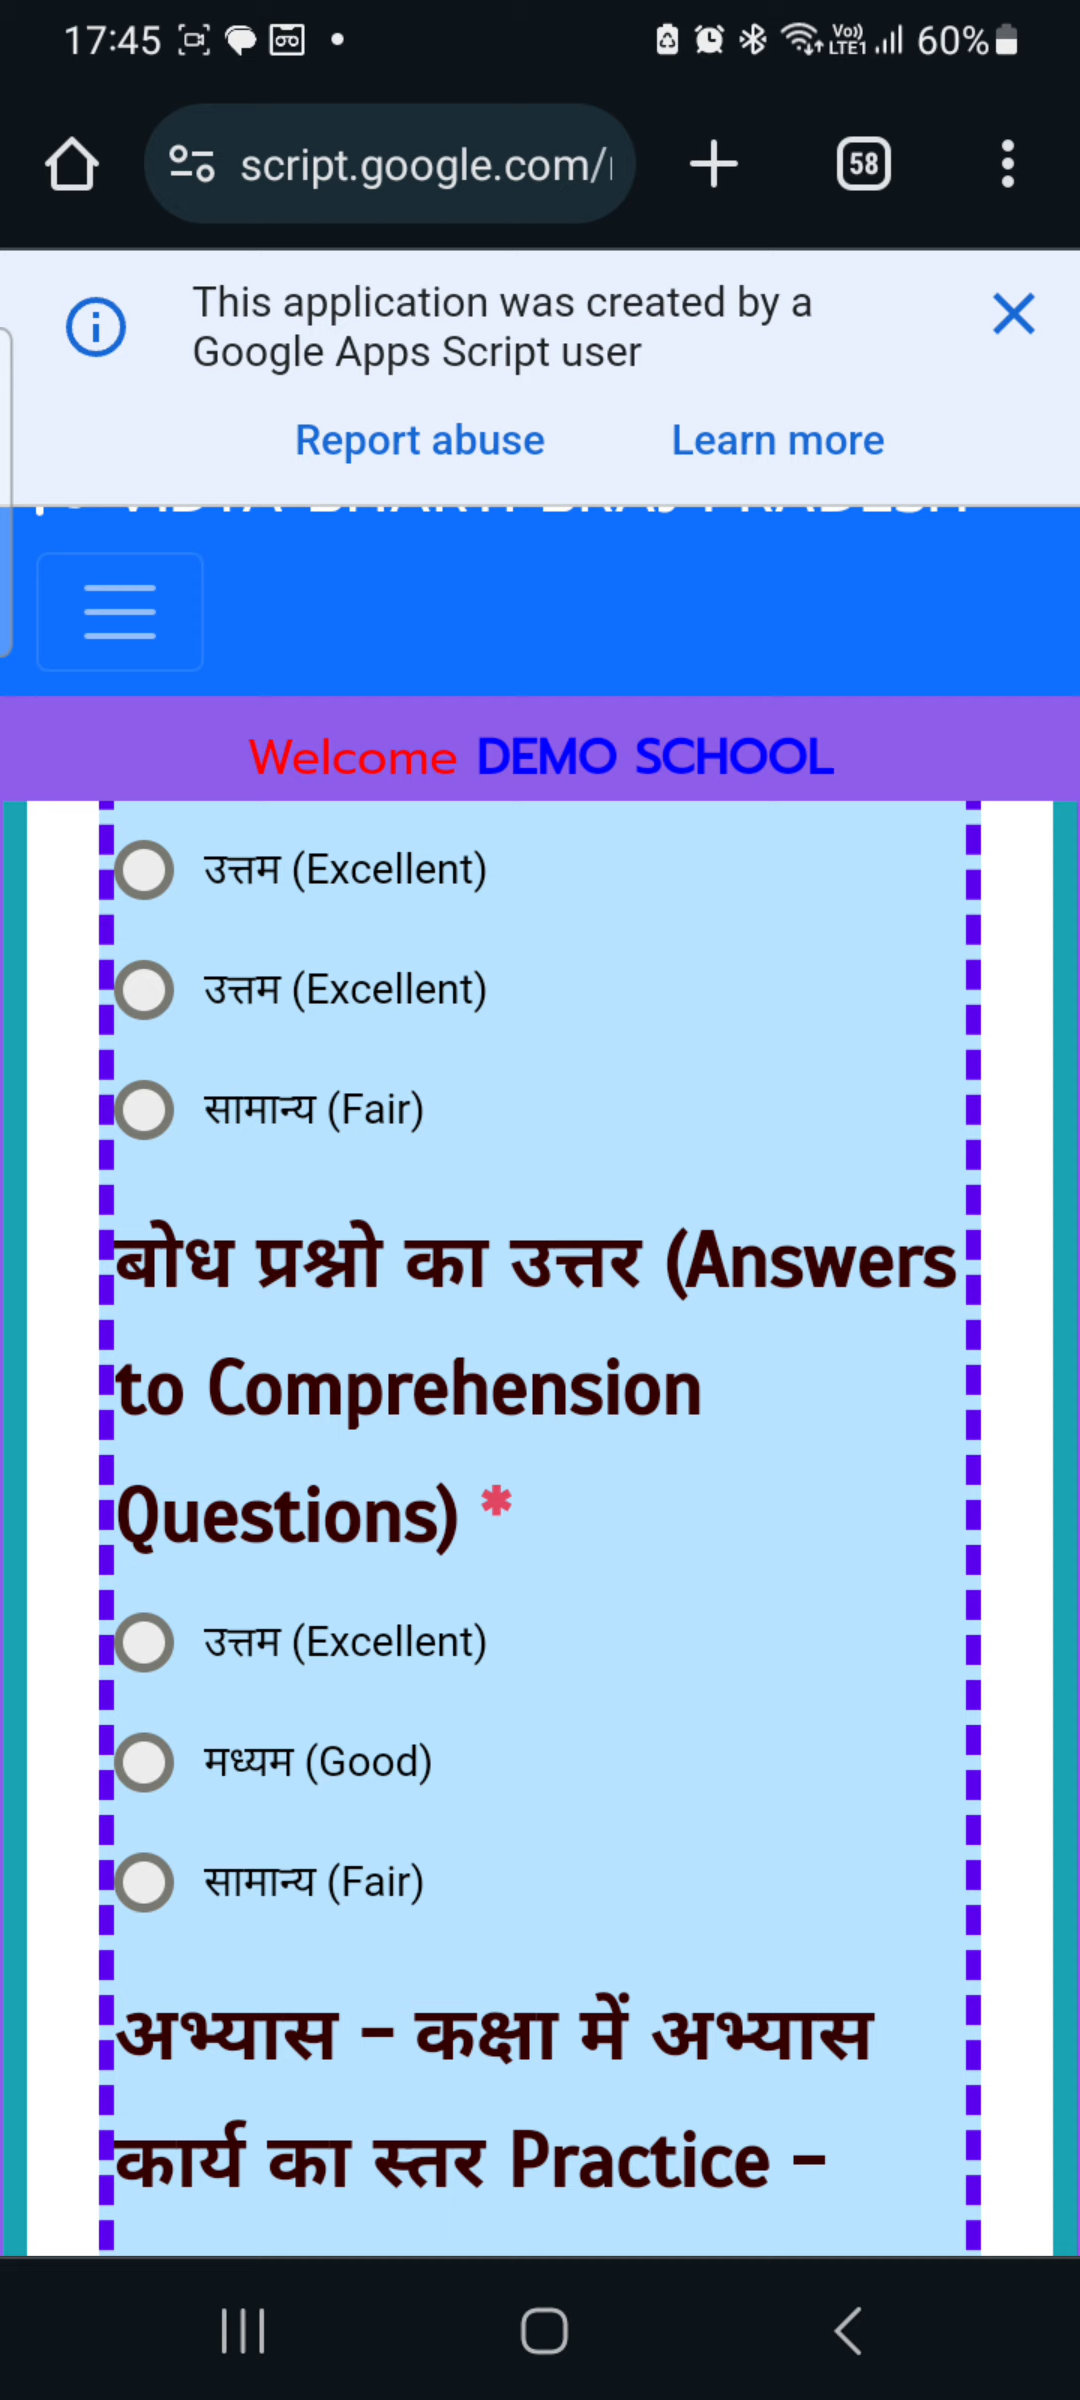 17:45
Vo))
LTE1
60%
script.google.com/
58
This application was created by a
Google Apps Script user
Report abuse
Learn more
Welcome DEMO SCHOOL
उत्तम (Excellent)
उत्तम (Excellent)
सामान्य (Fair)
बोध प्रश्नो का उत्तर (Answers
to Comprehension
Questions) *
उत्तम (Excellent)
मध्यम (Good)
सामान्य (Fair)
अभ्यास - कक्षा में अभ्यास
कार्य का स्तर Practice -